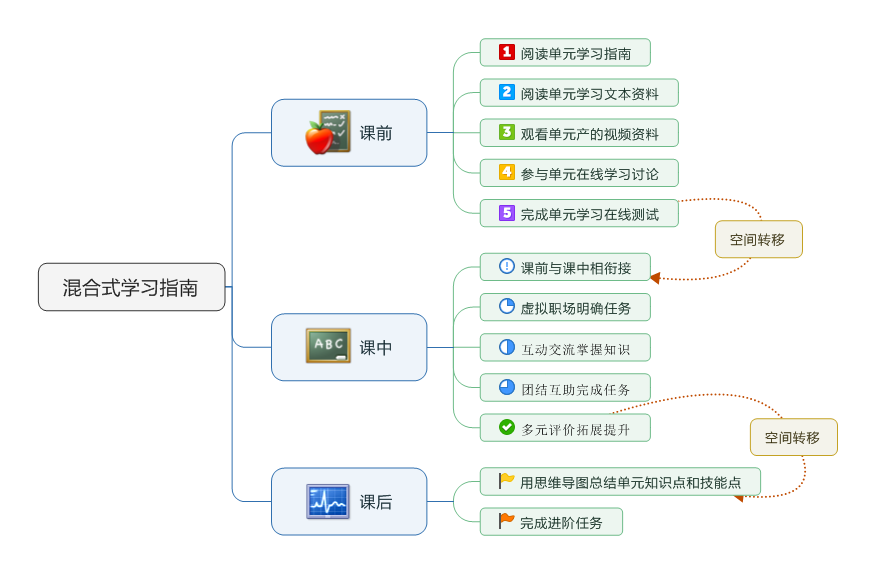 混合式学习指南
课前
1 阅读单元学习指南
2 阅读单元学习文本资料
3 观看单元产的视频资料
4 参与单元在线学习讨论
5 完成单元学习在线测试
空间转移
课中
ABC
课前与课中相衔接
虚拟职场明确任务
互动交流掌握知识
团结互助完成任务
多元评价拓展提升
空间转移
课后
用思维导图总结单元知识点和技能点
完成进阶任务